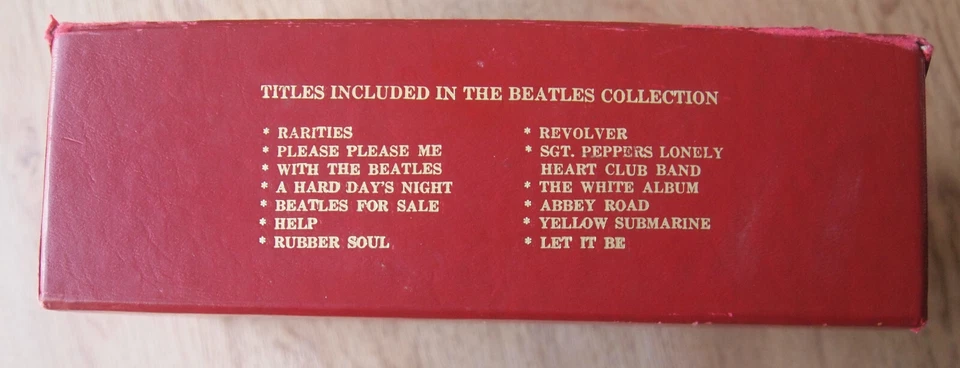 TITLES INCLUDED IN THE BEATLES COLLECTION
* RARITIES
* PLEASE PLEASE ME
* WITH THE BEATLES
* A HARD DAY'S NIGHT
* BEATLES FOR SALE
* HELP
* RUBBER SOUL
* REVOLVER
* SGT. PEPPERS LONELY
HEART CLUB BAND
* THE WHITE ALBUM
* ABBEY ROAD
* YELLOW SUBMARINE
* LET IT BE